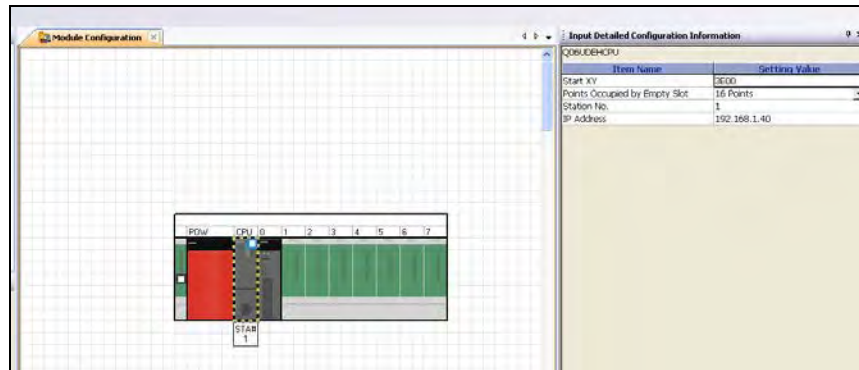 Module Configuration
Input Detailed Configuration Information
Q06UDEHCPU
Item Name Setting Value
Start XY 3E00
Points Occupied by Empty Slot 16 Points
Station No. 1
IP Address 192.168.1.40
POW CPU 0 1 2 3 4 5 6 7
STA#
1